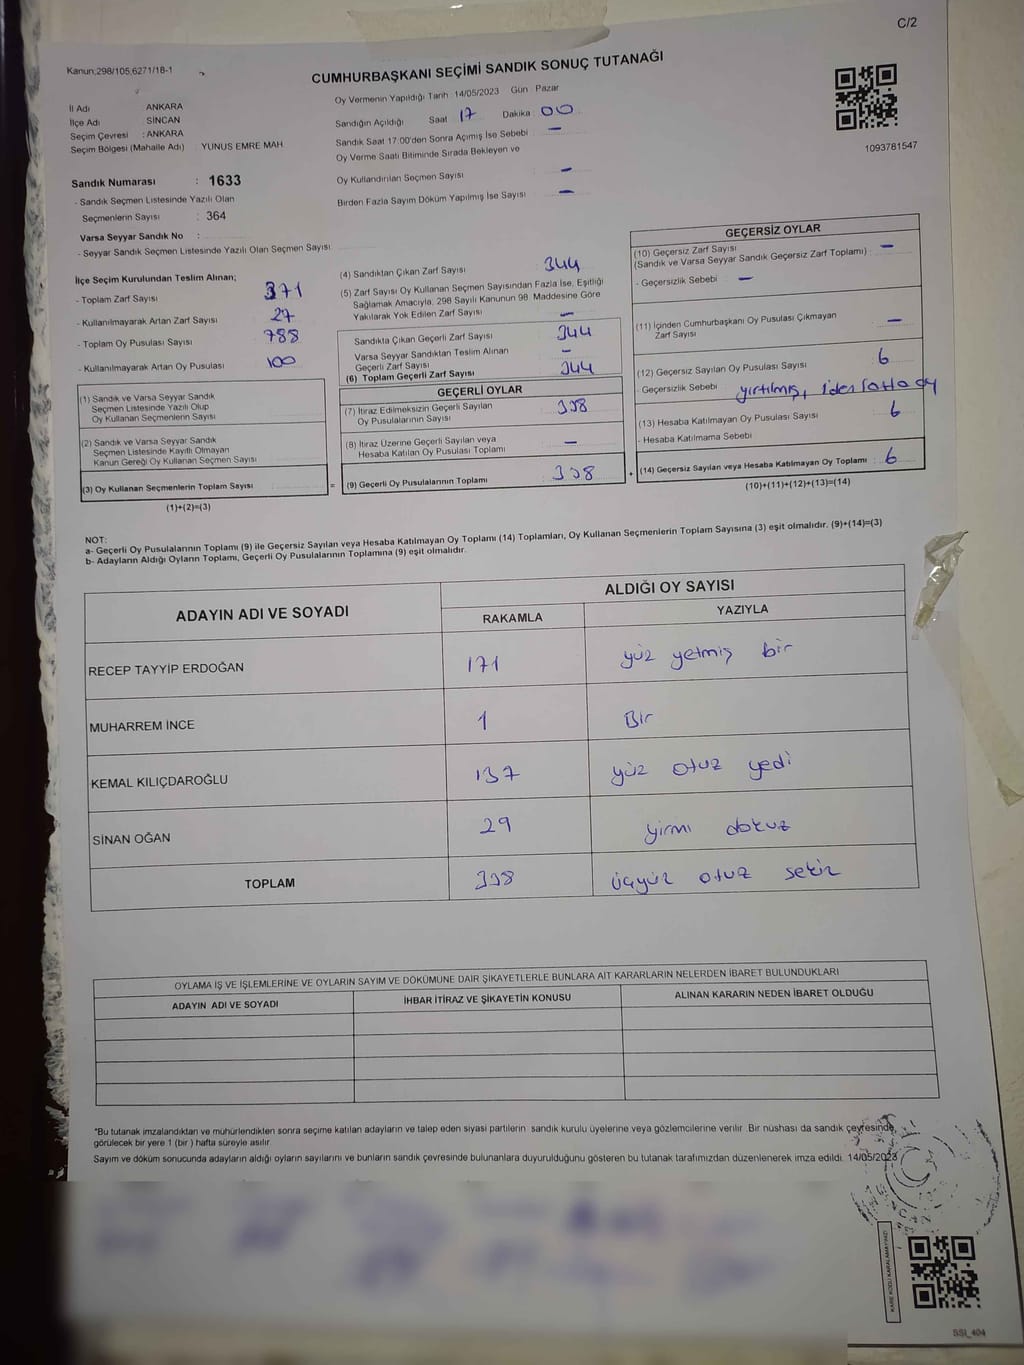 C/2
Kanun:298/105,6271/18-1
CUMHURBAŞKANI SEÇİMİ SANDIK SONUÇ TUTANAĞI
İl Adı ANKARA
İlçe Adı SİNCAN
Seçim Çevresi : ANKARA
Seçim Bölgesi (Mahalle Adı) YUNUS EMRE MAH.
Oy Vermenin Yapıldığı Tarih : 14/05/2023 Gün : Pazar
Sandığın Açıldığı Saat : 17 Dakika : 00
Sandık Saat 17:00'den Sonra Açımış İse Sebebi : —
Oy Verme Saati Bitiminde Sırada Bekleyen ve
Oy Kullandırılan Seçmen Sayısı : —
Birden Fazla Sayım Döküm Yapılmış İse Sayısı : —
1093781547
Sandık Numarası : 1633
- Sandık Seçmen Listesinde Yazılı Olan
Seçmenlerin Sayısı : 364
Varsa Seyyar Sandık No :
- Seyyar Sandık Seçmen Listesinde Yazılı Olan Seçmen Sayısı
İlçe Seçim Kurulundan Teslim Alınan;
- Toplam Zarf Sayısı 371
- Kullanılmayarak Artan Zarf Sayısı 27
- Toplam Oy Pusulası Sayısı 788
- Kullanılmayarak Artan Oy Pusulası 100
(1) Sandık ve Varsa Seyyar Sandık
Seçmen Listesinde Yazılı Olup
Oy Kullanan Seçmenlerin Sayısı
(2) Sandık ve Varsa Seyyar Sandık
Seçmen Listesinde Kayıtlı Olmayan
Kanun Gereği Oy Kullanan Seçmen Sayısı
(3) Oy Kullanan Seçmenlerin Toplam Sayısı :
(1)+(2)=(3)
=
(4) Sandıktan Çıkan Zarf Sayısı 344
(5) Zarf Sayısı Oy Kullanan Seçmen Sayısından Fazla İse, Eşitliği
Sağlamak Amacıyla, 298 Sayılı Kanunun 98. Maddesine Göre
Yakılarak Yok Edilen Zarf Sayısı —
Sandıkta Çıkan Geçerli Zarf Sayısı 344
Varsa Seyyar Sandıktan Teslim Alınan
Geçerli Zarf Sayısı —
(6) Toplam Geçerli Zarf Sayısı 344
GEÇERLİ OYLAR
(7) İtiraz Edilmeksizin Geçerli Sayılan
Oy Pusulalarının Sayısı 338
(8) İtiraz Üzerine Geçerli Sayılan veya
Hesaba Katılan Oy Pusulası Toplamı —
(9) Geçerli Oy Pusulalarının Toplamı 338
+
GEÇERSİZ OYLAR
(10) Geçersiz Zarf Sayısı
(Sandık ve Varsa Seyyar Sandık Geçersiz Zarf Toplamı) : —
- Geçersizlik Sebebi : —
(11) İçinden Cumhurbaşkanı Oy Pusulası Çıkmayan
Zarf Sayısı —
(12) Geçersiz Sayılan Oy Pusulası Sayısı 6
- Geçersizlik Sebebi : yırtılmış,
(13) Hesaba Katılmayan Oy Pusulası Sayısı 6
- Hesaba Katılmama Sebebi
(14) Geçersiz Sayılan veya Hesaba Katılmayan Oy Toplamı : 6
(10)+(11)+(12)+(13)=(14)
NOT:
a- Geçerli Oy Pusulalarının Toplamı (9) ile Geçersiz Sayılan veya Hesaba Katılmayan Oy Toplamı (14) Toplamları, Oy Kullanan Seçmenlerin Toplam Sayısına (3) eşit olmalıdır. (9)+(14)=(3)
b- Adayların Aldığı Oyların Toplamı, Geçerli Oy Pusulalarının Toplamına (9) eşit olmalıdır.
ADAYIN ADI VE SOYADI ALDIĞI OY SAYISI
RAKAMLA YAZIYLA
RECEP TAYYİP ERDOĞAN 171 yüz yetmiş bir
MUHARREM İNCE 1 Bir
KEMAL KILIÇDAROĞLU 137 yüz otuz yedi
SİNAN OĞAN 29 yirmi dokuz
TOPLAM 338 üçyüz otuz sekiz
OYLAMA İŞ VE İŞLEMLERİNE VE OYLARIN SAYIM VE DÖKÜMÜNE DAİR ŞİKAYETLERLE BUNLARA AİT KARARLARIN NELERDEN İBARET BULUNDUKLARI
ADAYIN ADI VE SOYADI İHBAR İTİRAZ VE ŞİKAYETİN KONUSU ALINAN KARARIN NEDEN İBARET OLDUĞU
*Bu tutanak imzalandıktan ve mühürlendikten sonra seçime katılan adayların ve talep eden siyasi partilerin sandık kurulu üyelerine veya gözlemcilerine verilir. Bir nüshası da sandık çevresinde
görülecek bir yere 1 (bir ) hafta süreyle asılır.
Sayım ve döküm sonucunda adayların aldığı oyların sayılarını ve bunların sandık çevresinde bulunanlara duyurulduğunu gösteren bu tutanak tarafımızdan düzenlenerek imza edildi. 14/05/2023
KARE KODU KARALAMAYINIZ!
SSI_404